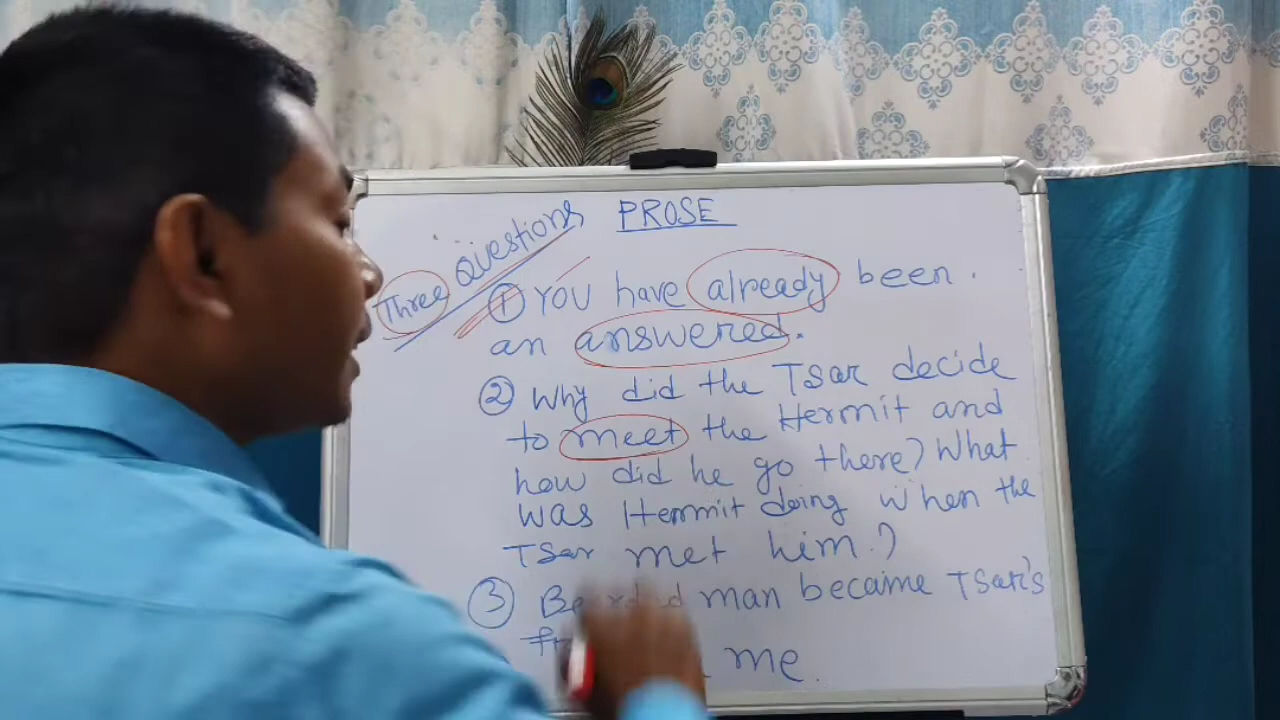 PROSE
Three Questions
① You have already been
an answered.
② Why did the Tsar decide
to meet the Hermit and
how did he go there? What
was Hermit doing when the
Tsar met him?
③ man became Tsar's
me.